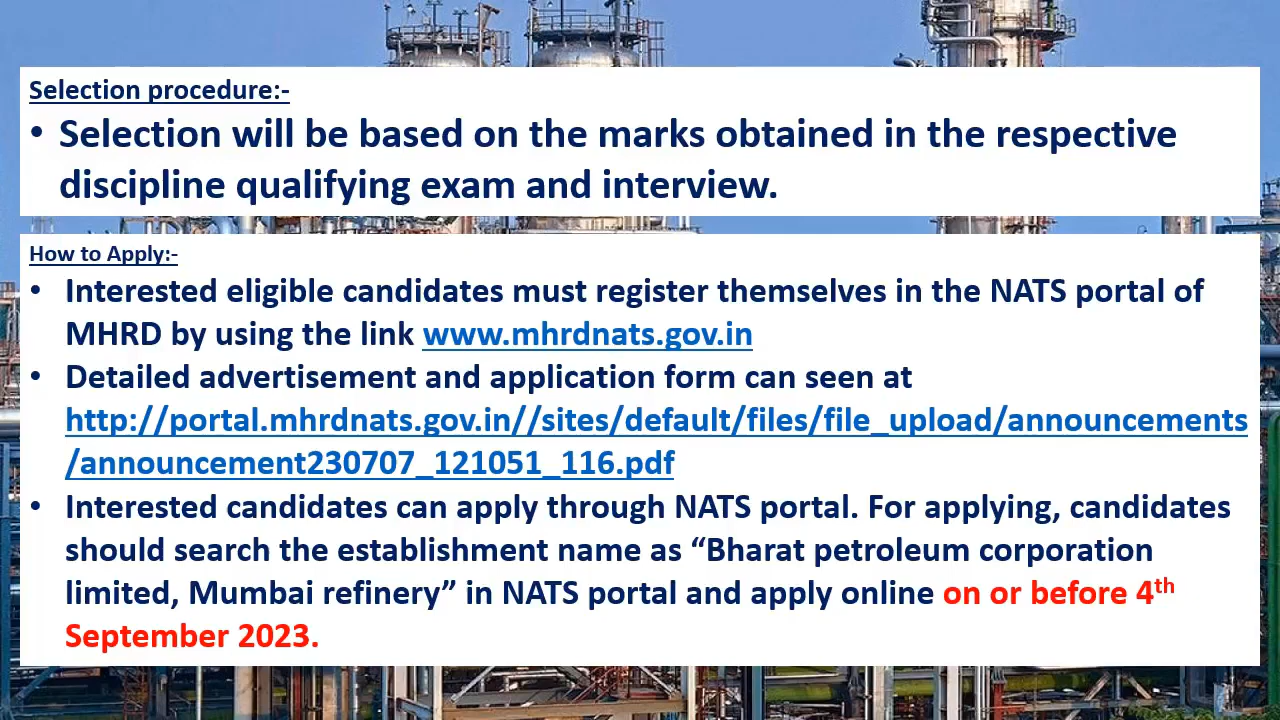 Selection procedure:-
• Selection will be based on the marks obtained in the respective
discipline qualifying exam and interview.
How to Apply:-
• Interested eligible candidates must register themselves in the NATS portal of
MHRD by using the link www.mhrdnats.gov.in
• Detailed advertisement and application form can seen at
http://portal.mhrdnats.gov.in//sites/default/files/file_upload/announcements
/announcement230707_121051_116.pdf
• Interested candidates can apply through NATS portal. For applying, candidates
should search the establishment name as “Bharat petroleum corporation
limited, Mumbai refinery” in NATS portal and apply online on or before 4th
September 2023.